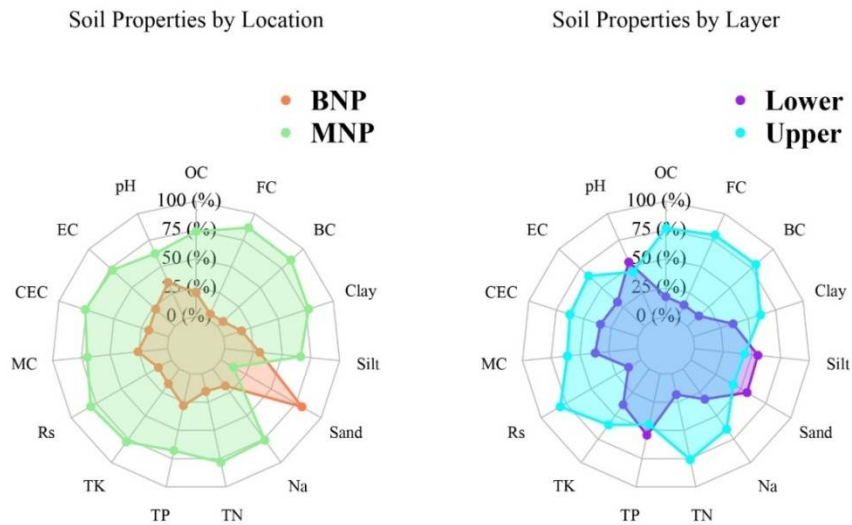 Soil Properties by Location
BNP
MNP
OC
FC
BC
Clay
Silt
Sand
Na
TN
TP
TK
Rs
MC
CEC
EC
pH
100 (%)
75 (%)
50 (%)
25 (%)
0 (%)
Soil Properties by Layer
Lower
Upper
OC
FC
BC
Clay
Silt
Sand
Na
TN
TP
TK
Rs
MC
CEC
EC
pH
100 (%)
75 (%)
50 (%)
25 (%)
0 (%)